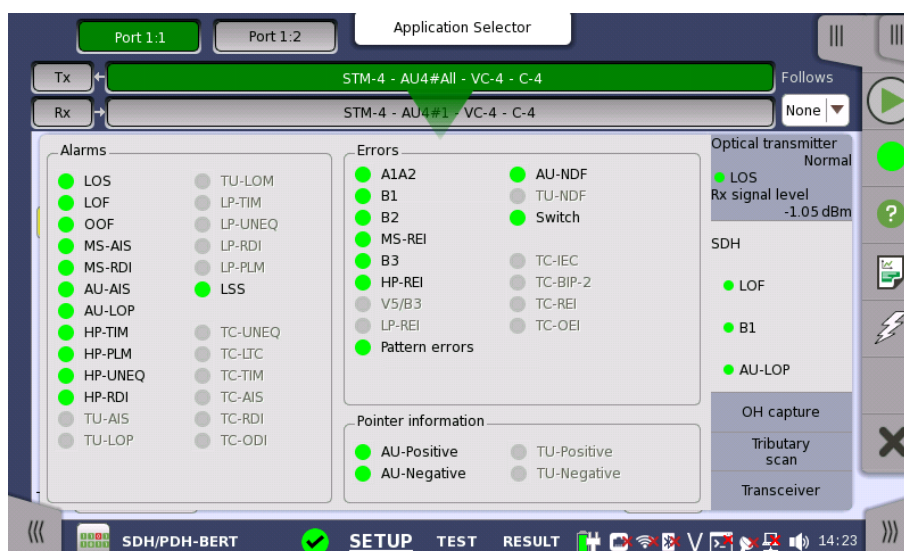 Port 1:1
Port 1:2
Application Selector
Tx
STM-4 - AU4#All - VC-4 - C-4
Follows
Rx
STM-4 - AU4#1 - VC-4 - C-4
None
Alarms
LOS
LOF
OOF
MS-AIS
MS-RDI
AU-AIS
AU-LOP
HP-TIM
HP-PLM
HP-UNEQ
HP-RDI
TU-AIS
TU-LOP
TU-LOM
LP-TIM
LP-UNEQ
LP-RDI
LP-PLM
LSS
TC-UNEQ
TC-LTC
TC-TIM
TC-AIS
TC-RDI
TC-ODI
Errors
A1A2
B1
B2
MS-REI
B3
HP-REI
V5/B3
LP-REI
Pattern errors
AU-NDF
TU-NDF
Switch
TC-IEC
TC-BIP-2
TC-REI
TC-OEI
Pointer information
AU-Positive
AU-Negative
TU-Positive
TU-Negative
Optical transmitter
Normal
LOS
Rx signal level
-1.05 dBm
SDH
LOF
B1
AU-LOP
OH capture
Tributary
scan
Transceiver
SDH/PDH-BERT
SETUP
TEST
RESULT
V
14:23